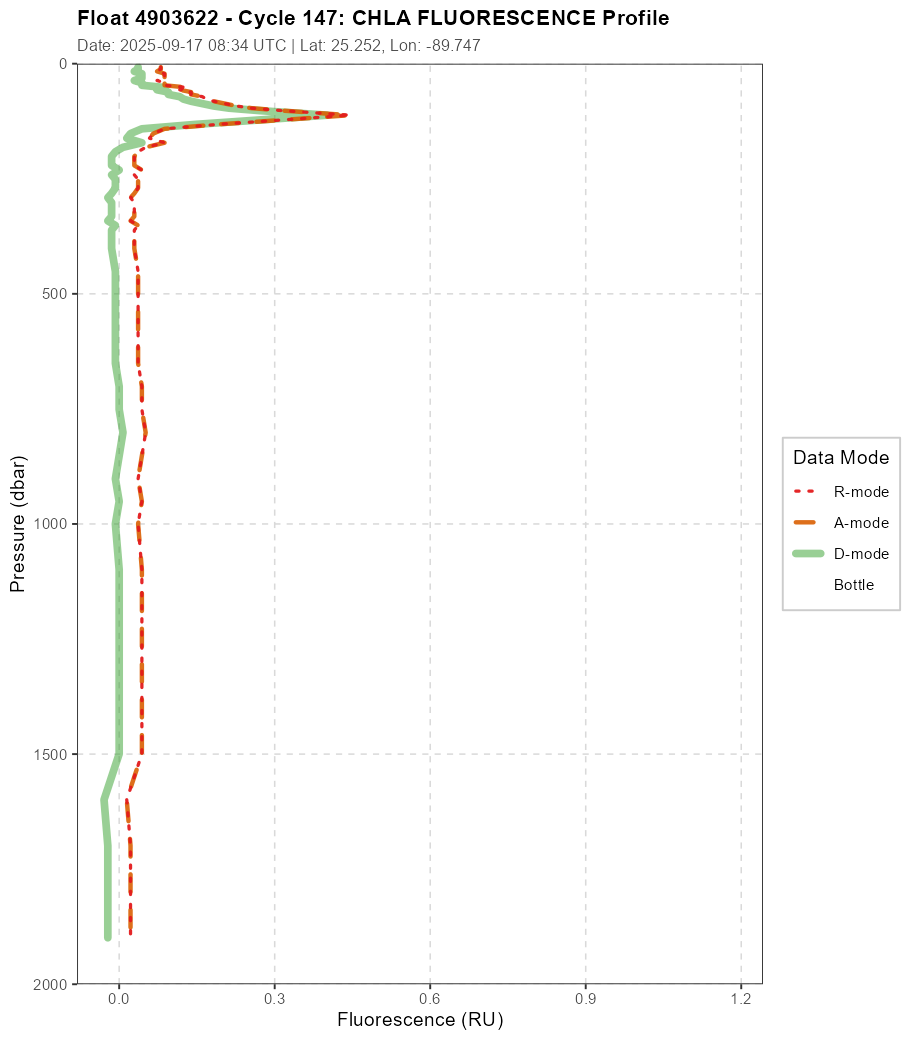 Float 4903622 - Cycle 147: CHLA FLUORESCENCE Profile
Date: 2025-09-17 08:34 UTC | Lat: 25.252, Lon: -89.747
0
500
1000
1500
2000
Pressure (dbar)
0.0 0.3 0.6 0.9 1.2
Fluorescence (RU)
Data Mode
R-mode
A-mode
D-mode
Bottle